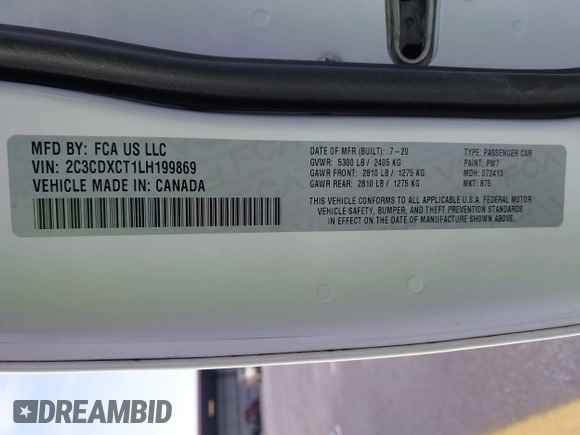 MFD BY: FCA US LLC
VIN: 2C3CDXCT1LH199869
VEHICLE MADE IN: CANADA
DATE OF MFR (BUILT): 7-20
GVWR: 5300 LB / 2405 KG
GAWR FRONT: 2810 LB / 1275 KG
GAWR REAR: 2810 LB / 1275 KG
TYPE: PASSENGER CAR
PAINT: PW7
MDH: 072413
MKT: B75
THIS VEHICLE CONFORMS TO ALL APPLICABLE U.S.A. FEDERAL MOTOR
VEHICLE SAFETY, BUMPER, AND THEFT PREVENTION STANDARDS
IN EFFECT ON THE DATE OF MANUFACTURE SHOWN ABOVE.
DREAMBID